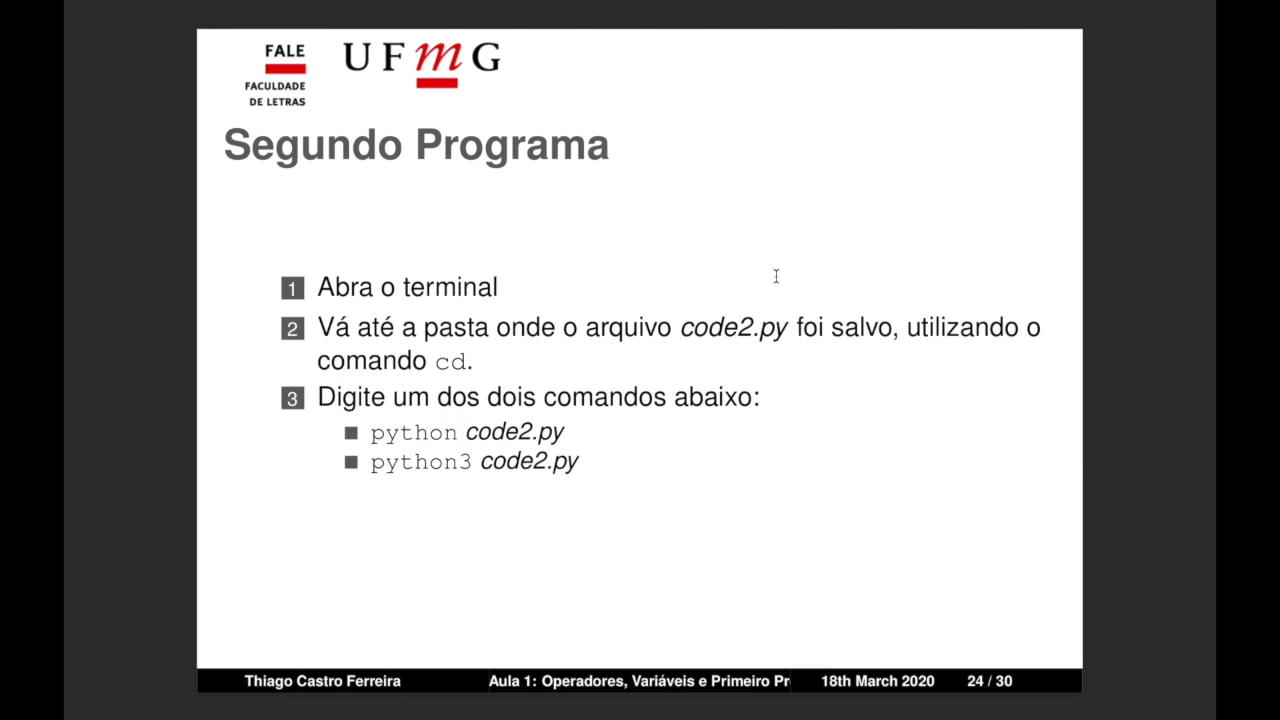 FALE
FACULDADE
DE LETRAS
UFmG
Segundo Programa
1 Abra o terminal
2 Vá até a pasta onde o arquivo code2.py foi salvo, utilizando o
comando cd.
3 Digite um dos dois comandos abaixo:
python code2.py
python3 code2.py
Thiago Castro Ferreira
Aula 1: Operadores, Variáveis e Primeiro Pr
18th March 2020
24 / 30